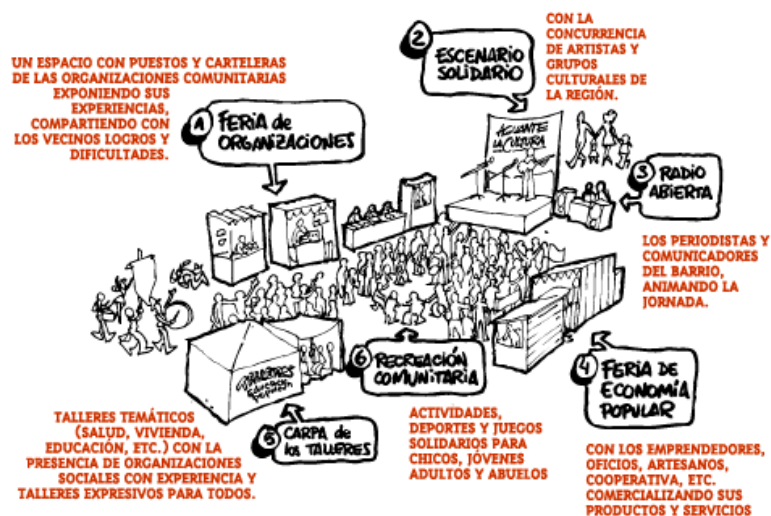 UN ESPACIO CON PUESTOS Y CARTELERAS
DE LAS ORGANIZACIONES COMUNITARIAS
EXPONIENDO SUS
EXPERIENCIAS,
COMPARTIENDO CON
LOS VECINOS LOGROS Y
DIFICULTADES.
1 FERIA de
ORGANIZACIONES
2
ESCENARIO
SOLIDARIO
CON LA
CONCURRENCIA
DE ARTISTAS Y
GRUPOS
CULTURALES DE
LA REGIÓN.
AGUANTE
LA CULTURA
3 RADIO
ABIERTA
LOS PERIODISTAS Y
COMUNICADORES
DEL BARRIO,
ANIMANDO LA
JORNADA.
4 FERIA DE
ECONOMÍA
POPULAR
CON LOS EMPRENDEDORES,
OFICIOS, ARTESANOS,
COOPERATIVA, ETC.
COMERCIALIZANDO SUS
PRODUCTOS Y SERVICIOS
5 CARPA de
los TALLERES
TALLERES TEMÁTICOS
(SALUD, VIVIENDA,
EDUCACIÓN, ETC.) CON LA
PRESENCIA DE ORGANIZACIONES
SOCIALES CON EXPERIENCIA Y
TALLERES EXPRESIVOS PARA TODOS.
6 RECREACIÓN
COMUNITARIA
ACTIVIDADES,
DEPORTES Y JUEGOS
SOLIDARIOS PARA
CHICOS, JÓVENES
ADULTOS Y ABUELOS